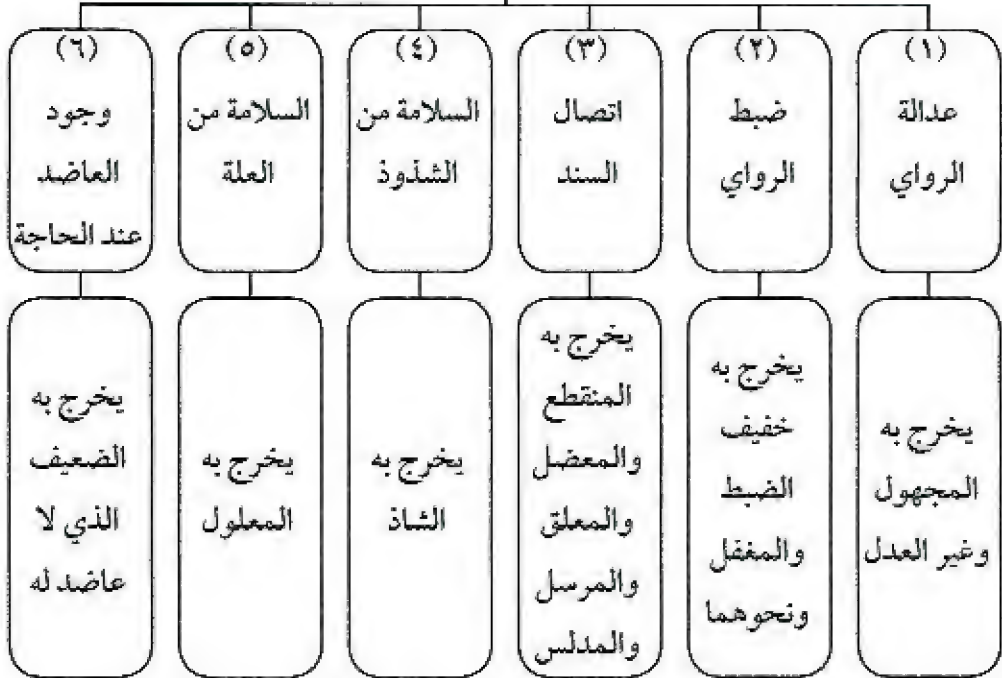 (١)
عدالة
الرواي
(٢)
ضبط
الرواي
(٣)
اتصال
السند
(٤)
السلامة من
الشذوذ
(٥)
السلامة من
العلة
(٦)
وجود
العاضد
عند الحاجة
يخرج به
المجهول
وغير العدل
يخرج به
خفيف
الضبط
والمغفل
ونحوهما
يخرج به
المنقطع
والمعضل
والمعلق
والمرسل
والمدلس
يخرج به
الشاذ
يخرج به
المعلول
يخرج به
الضعيف
الذي لا
عاضد له